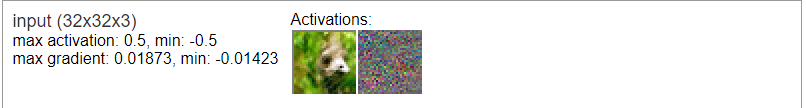 input (32x32x3)
max activation: 0.5, min: -0.5
max gradient: 0.01873, min: -0.01423
Activations: